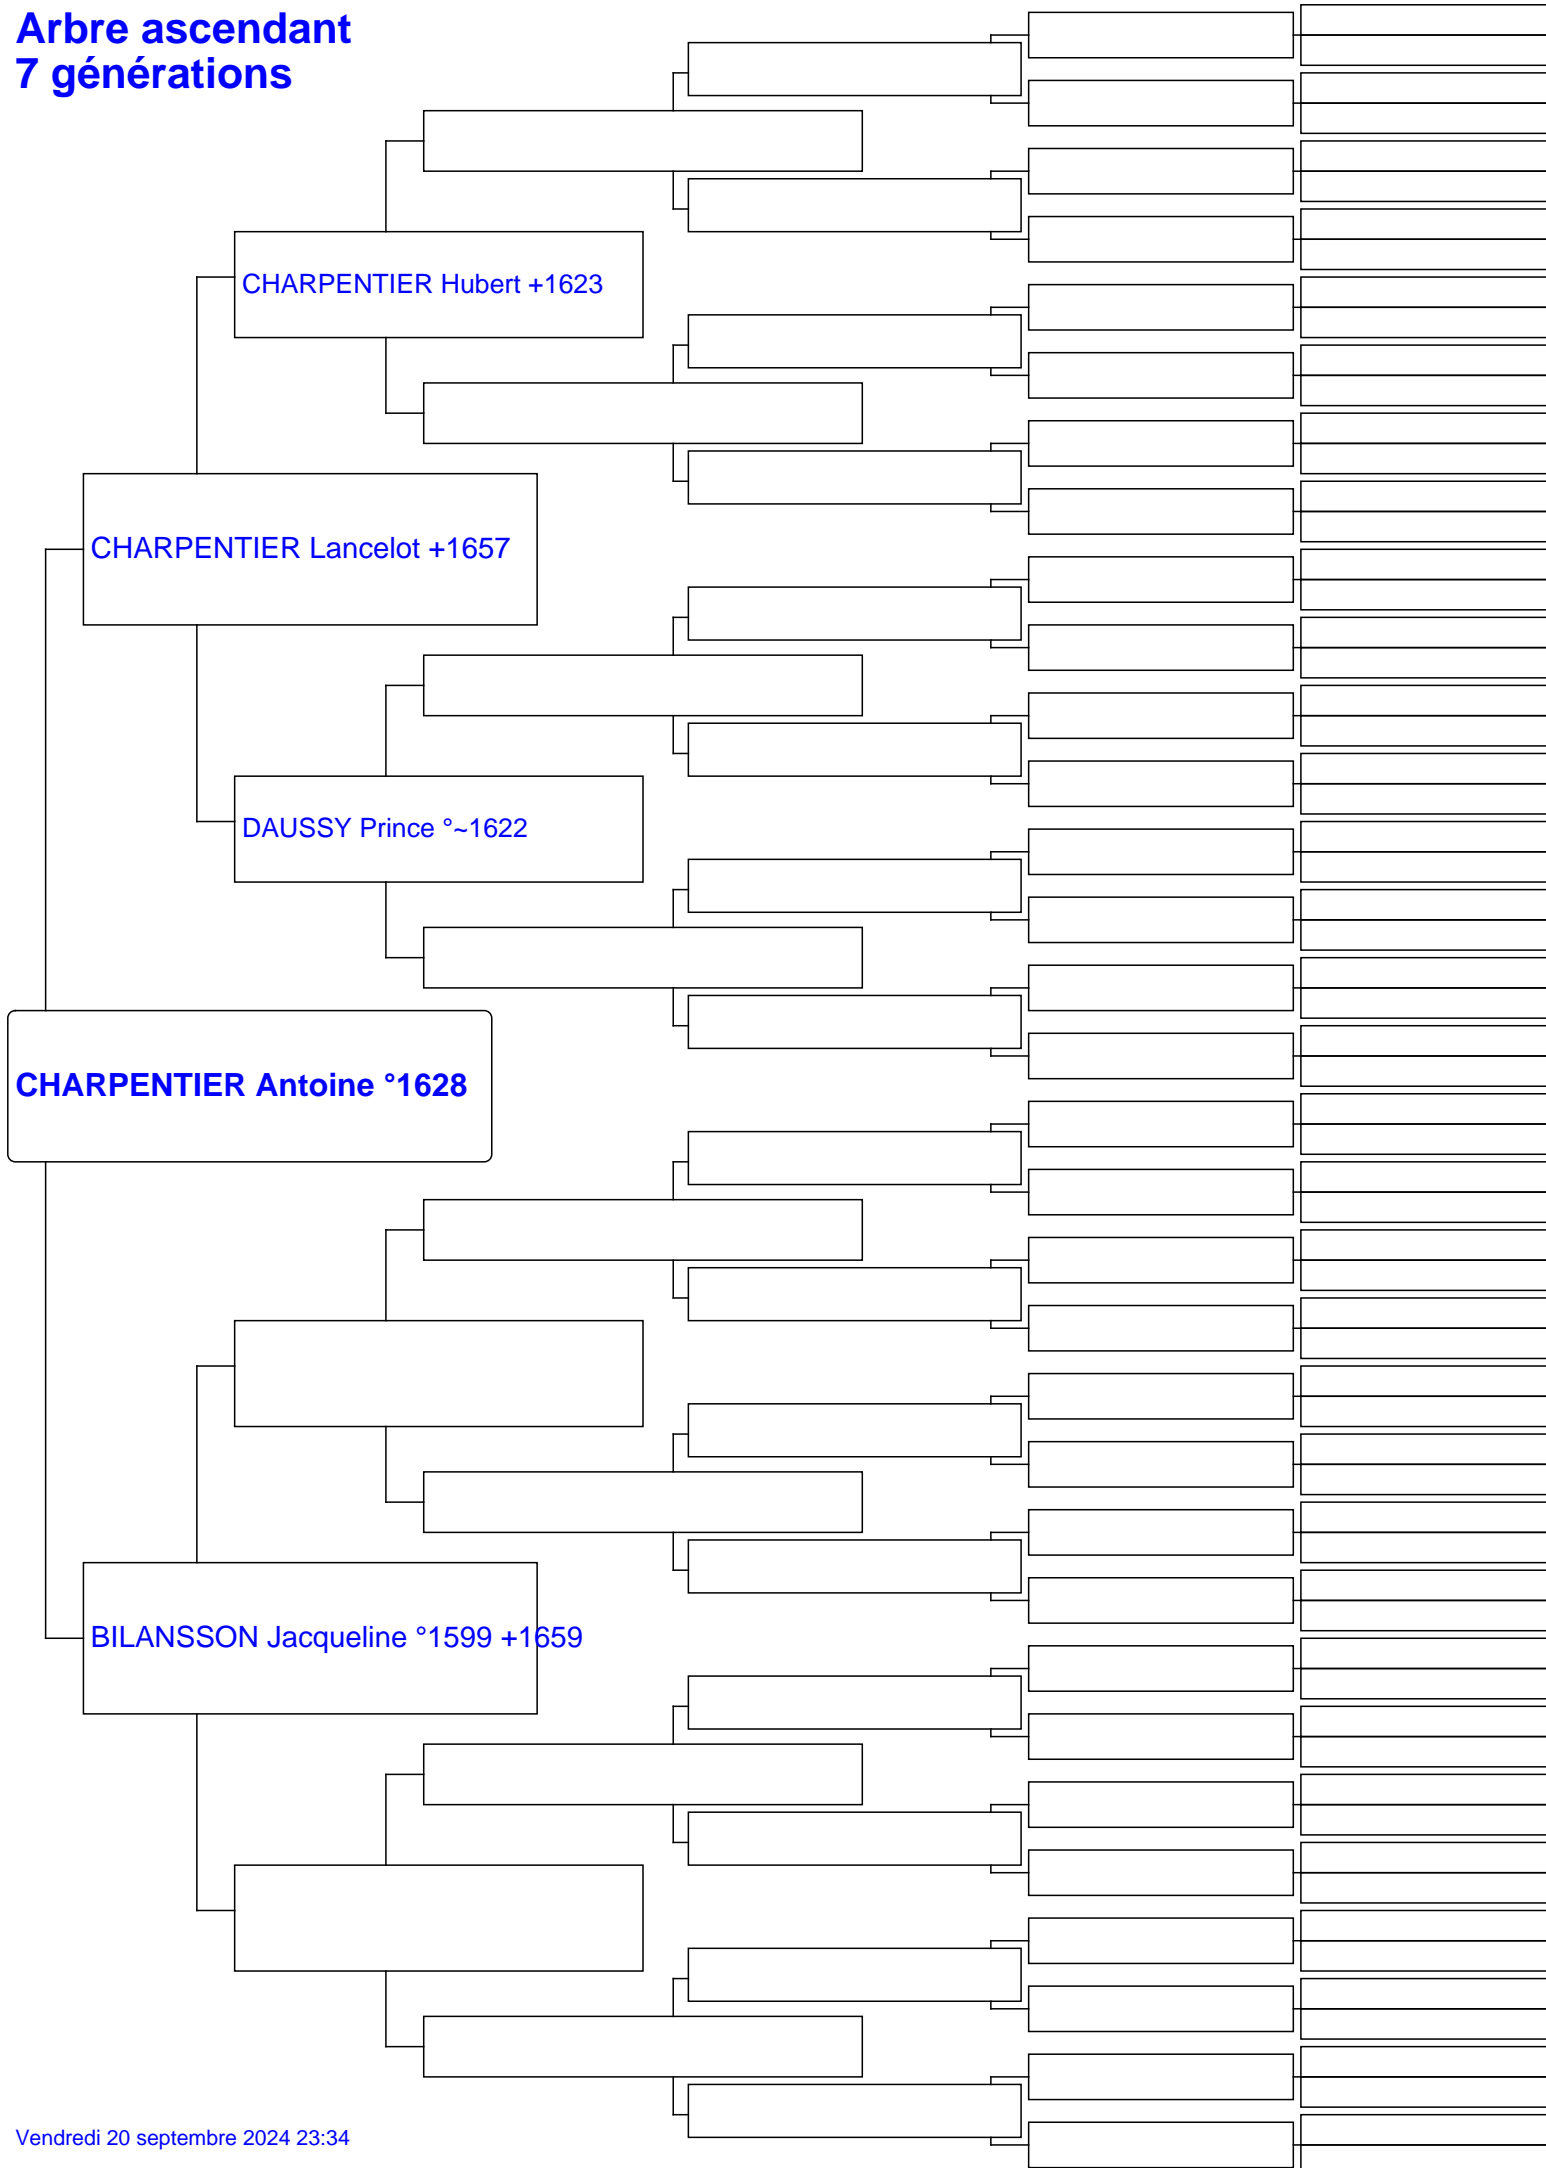 Arbre ascendant
7 générations
CHARPENTIER Hubert +1623
CHARPENTIER Lancelot +1657
DAUSSY Prince °~1622
CHARPENTIER Antoine °1628
BILANSSON Jacqueline °1599 +1659
Vendredi 20 septembre 2024 23:34